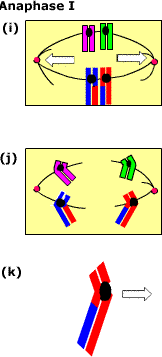 Anaphase I
(i)
(j)
(k)